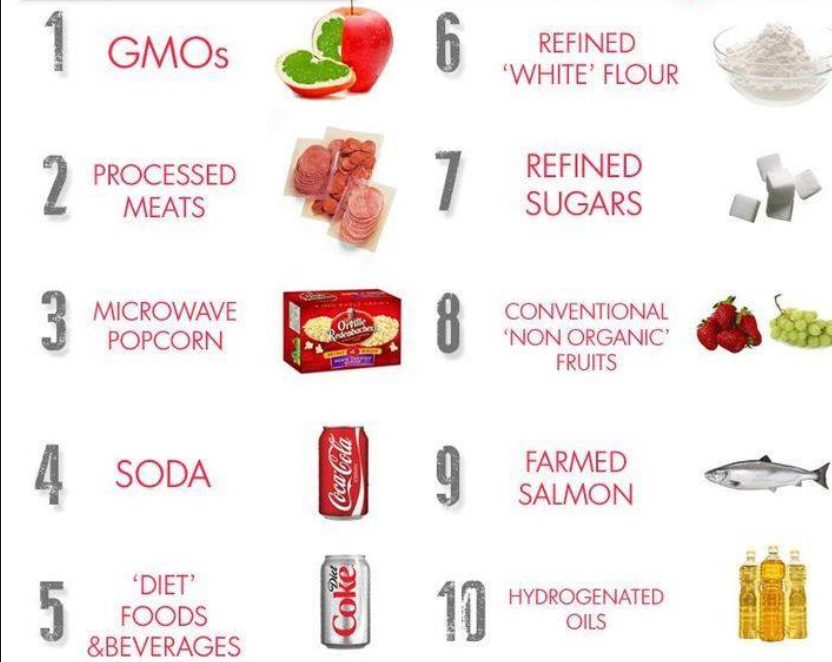 1
GMOs
2
PROCESSED
MEATS
3
MICROWAVE
POPCORN
Orville
Redenbacher's
4
SODA
Coca-Cola
5
'DIET'
FOODS
&BEVERAGES
Diet
Coke
6
REFINED
'WHITE' FLOUR
7
REFINED
SUGARS
8
CONVENTIONAL
'NON ORGANIC'
FRUITS
9
FARMED
SALMON
10
HYDROGENATED
OILS